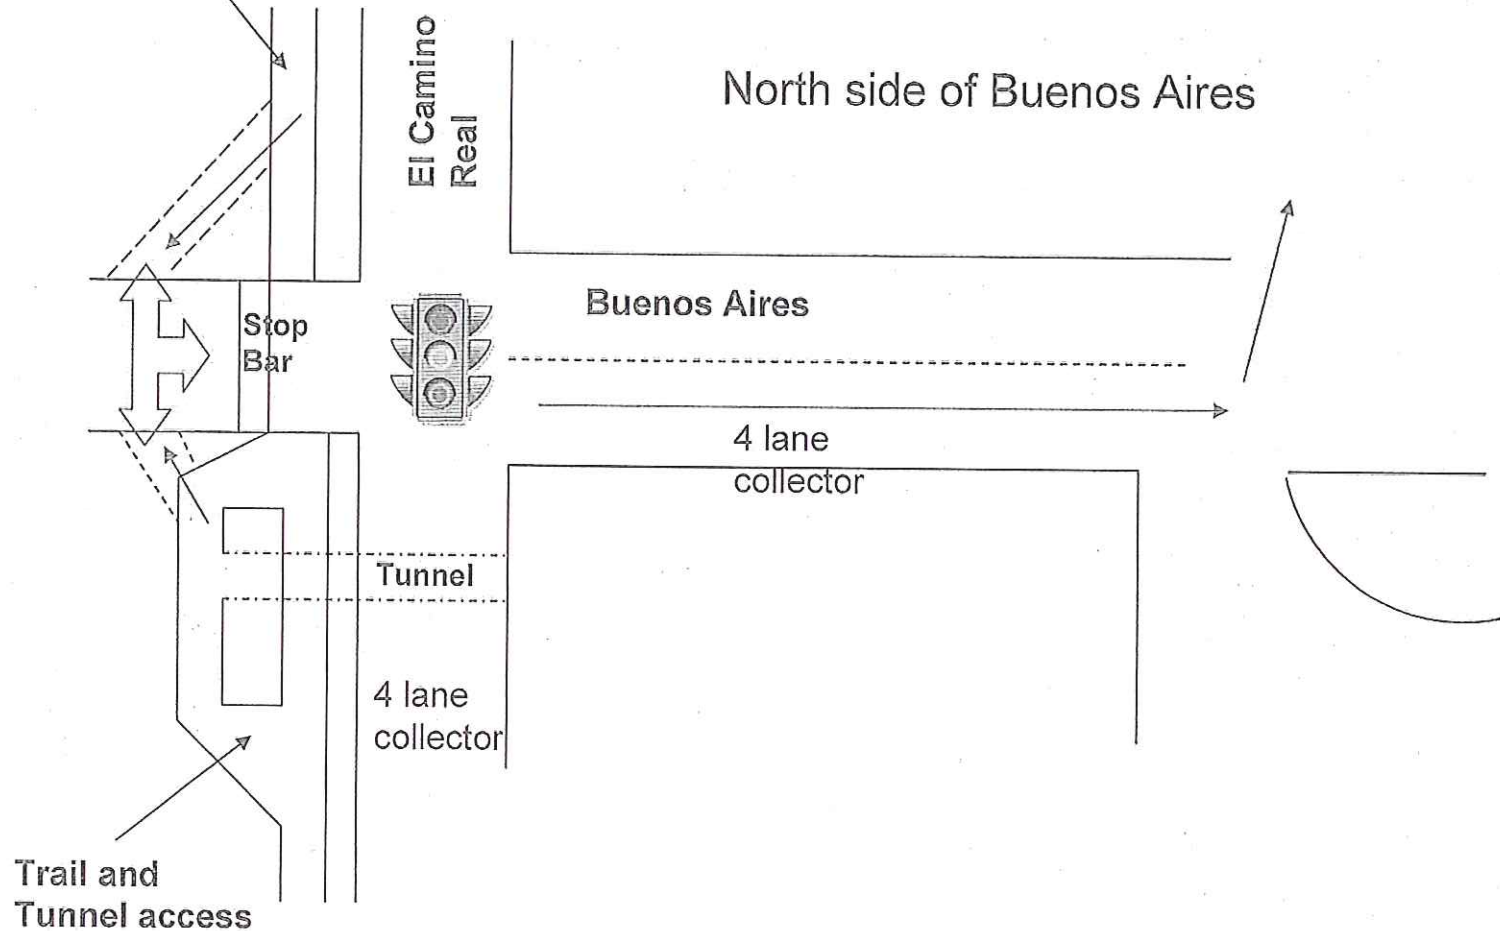 El Camino
Real
North side of Buenos Aires
Buenos Aires
Stop
Bar
4 lane
collector
Tunnel
4 lane
collector
Trail and
Tunnel access